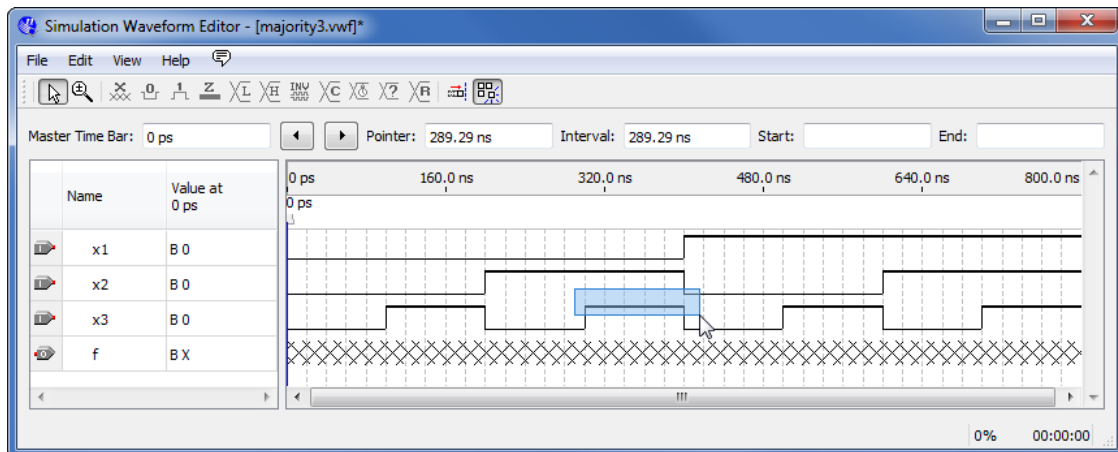 Simulation Waveform Editor - [majority3.vwf]*
File Edit View Help
Master Time Bar: 0 ps Pointer: 289.29 ns Interval: 289.29 ns Start: End:
Name Value at 0 ps
0 ps 160.0 ns 320.0 ns 480.0 ns 640.0 ns 800.0 ns
0 ps
x1 B 0
x2 B 0
x3 B 0
f B X
0% 00:00:00